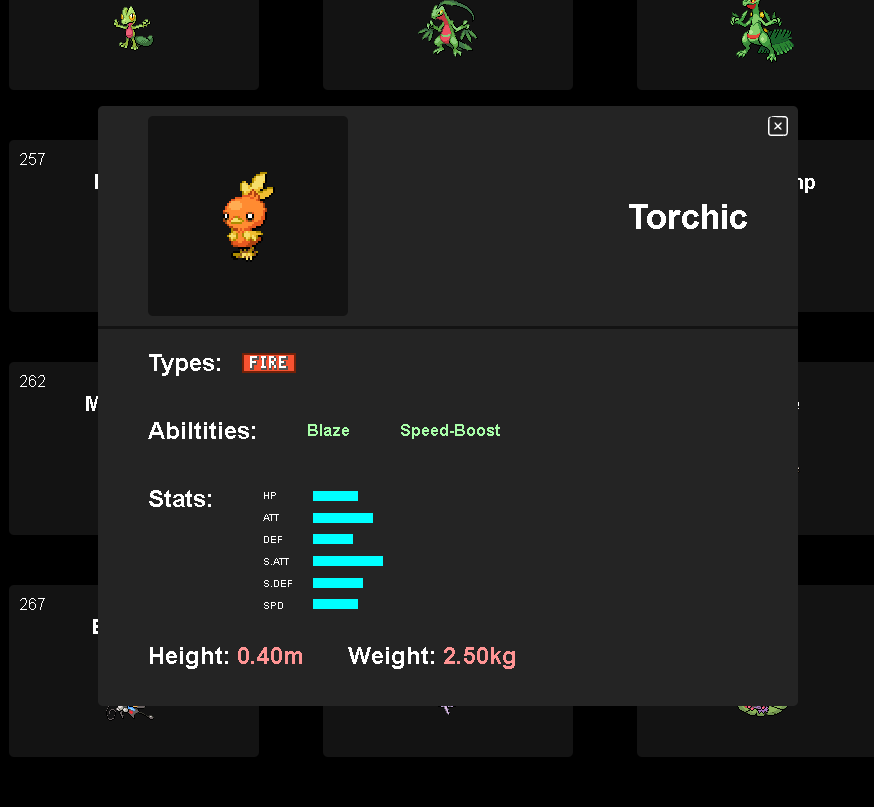 257
mp
Torchic
Types: FIRE
262
M
e
Abiltities: Blaze Speed-Boost
Stats:
HP
ATT
DEF
S.ATT
S.DEF
SPD
267
Height: 0.40m Weight: 2.50kg